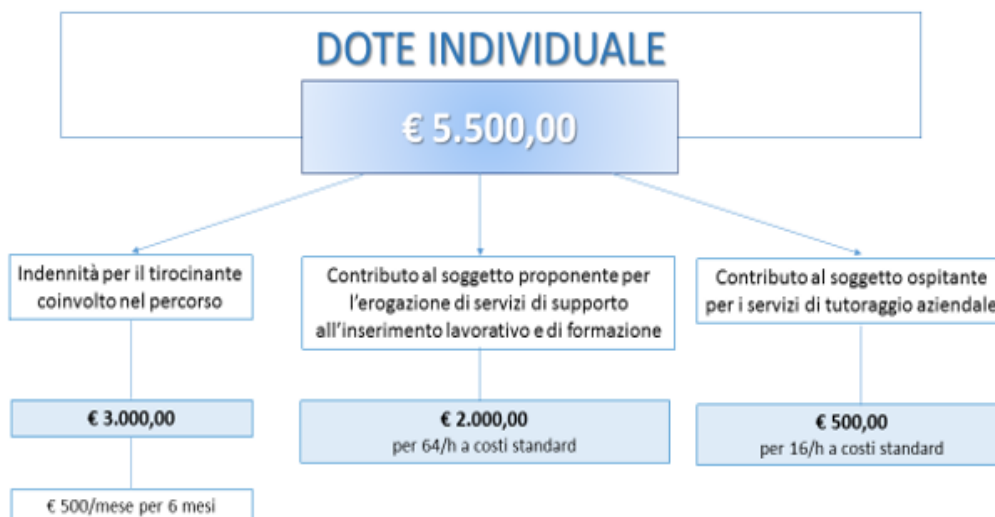 DOTE INDIVIDUALE
€ 5.500,00
Indennità per il tirocinante
coinvolto nel percorso
€ 3.000,00
€ 500/mese per 6 mesi
Contributo al soggetto proponente per
l'erogazione di servizi di supporto
all'inserimento lavorativo e di formazione
€ 2.000,00
per 64/h a costi standard
Contributo al soggetto ospitante
per i servizi di tutoraggio aziendale
€ 500,00
per 16/h a costi standard